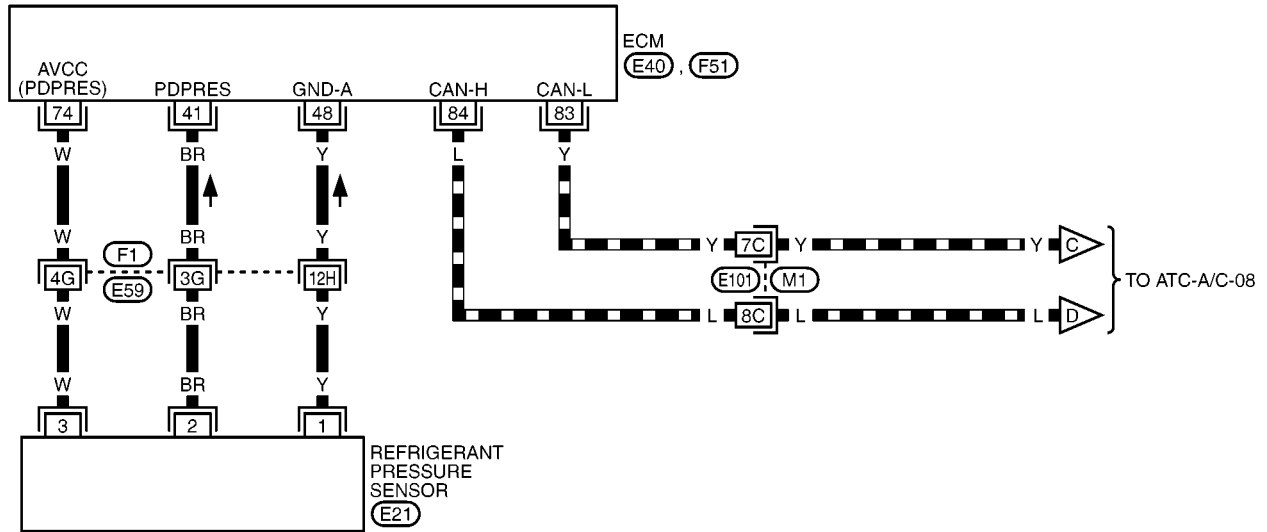 ECM
E40 , F51
AVCC
(PDPRES) PDPRES GND-A CAN-H CAN-L
74 41 48 84 83
W BR Y L Y
W BR Y
Y 7C Y Y C
F1
4G 3G 12H
E59
E101 M1
TO ATC-A/C-08
L 8C L L D
W BR Y
W BR Y
3 2 1
REFRIGERANT
PRESSURE
SENSOR
E21